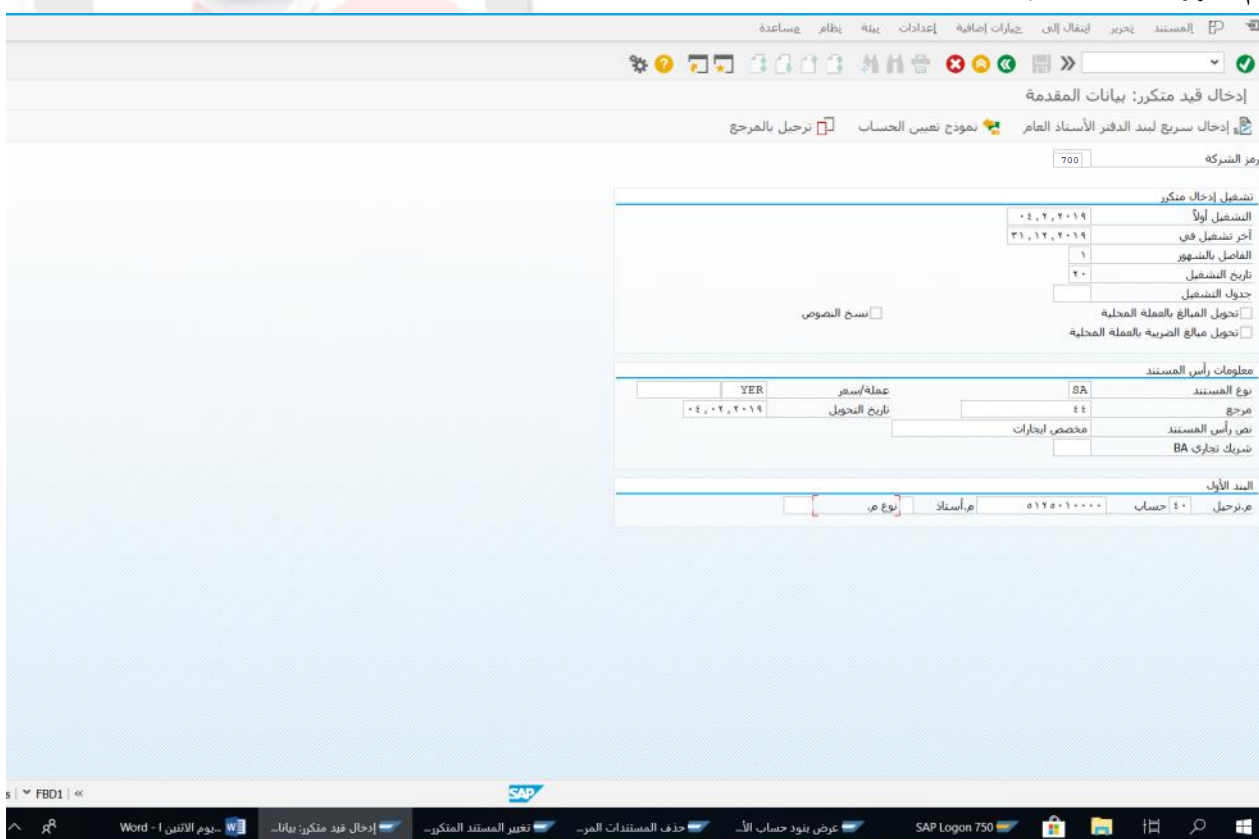 المستند تحرير انتقال إلى خيارات إضافية إعدادات بيئة نظام مساعدة
إدخال قيد متكرر: بيانات المقدمة
إدخال سريع لبند الدفتر الأستاذ العام نموذج تعيين الحساب ترحيل بالمرجع
رمز الشركة 700
تشغيل إدخال متكرر
التشغيل أولاً ٠٤,٢,٢٠١٩
أخر تشغيل في ٣١,١٢,٢٠١٩
الفاصل بالشهور ١
تاريخ التشغيل ٢٠
جدول التشغيل
تحويل المبالغ بالعملة المحلية نسخ النصوص
تحويل مبالغ الضريبة بالعملة المحلية
معلومات رأس المستند
نوع المستند SA عملة/سعر YER
مرجع ٤٤ تاريخ التحويل ٠٤,٠٢,٢٠١٩
نص رأس المستند مخصص ايجارات
شريك تجاري BA
البند الأول
م.ترحيل ٤٠ حساب ٥١٢٥٠١٠٠٠٠ م.أستاذ نوع م.
s FBD1 «
SAP
SAP Logon 750 عرض بنود حساب الأ... حذف المستندات المر... تغيير المستند المتكرر... إدخال قيد متكرر: بيانا... يوم الاثنين ا - Word